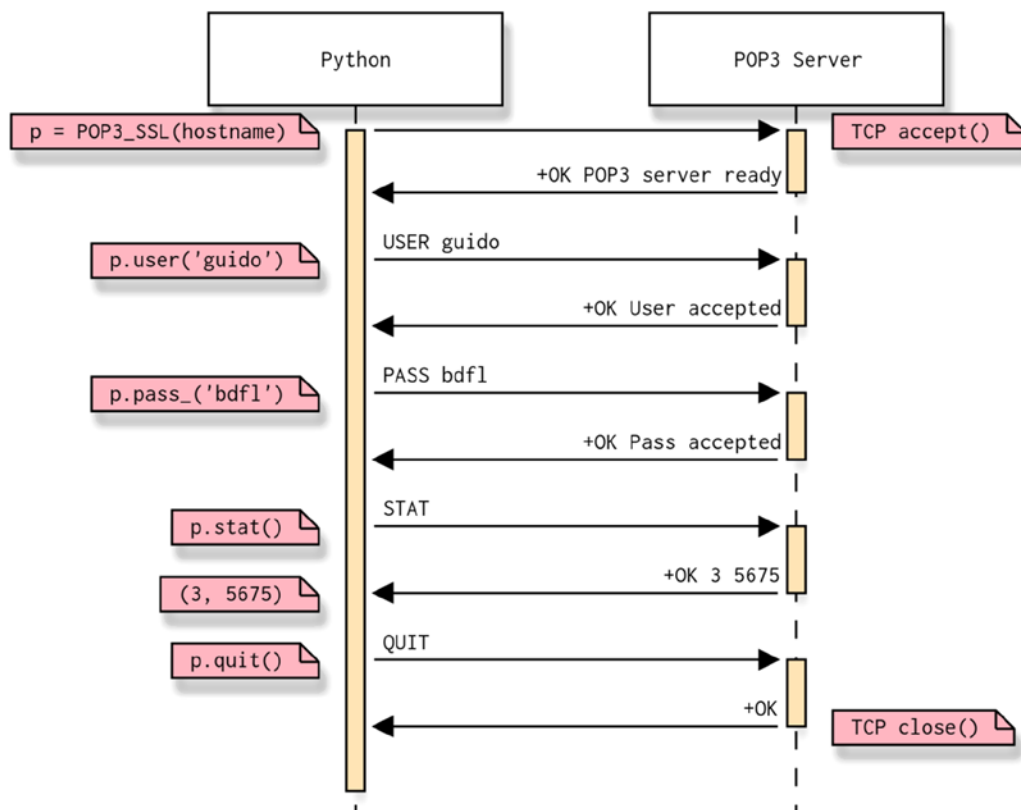 Python
POP3 Server
p = POP3_SSL(hostname)
TCP accept()
+OK POP3 server ready
USER guido
p.user('guido')
+OK User accepted
PASS bdfl
p.pass_('bdfl')
+OK Pass accepted
STAT
p.stat()
+OK 3 5675
(3, 5675)
QUIT
p.quit()
+OK
TCP close()